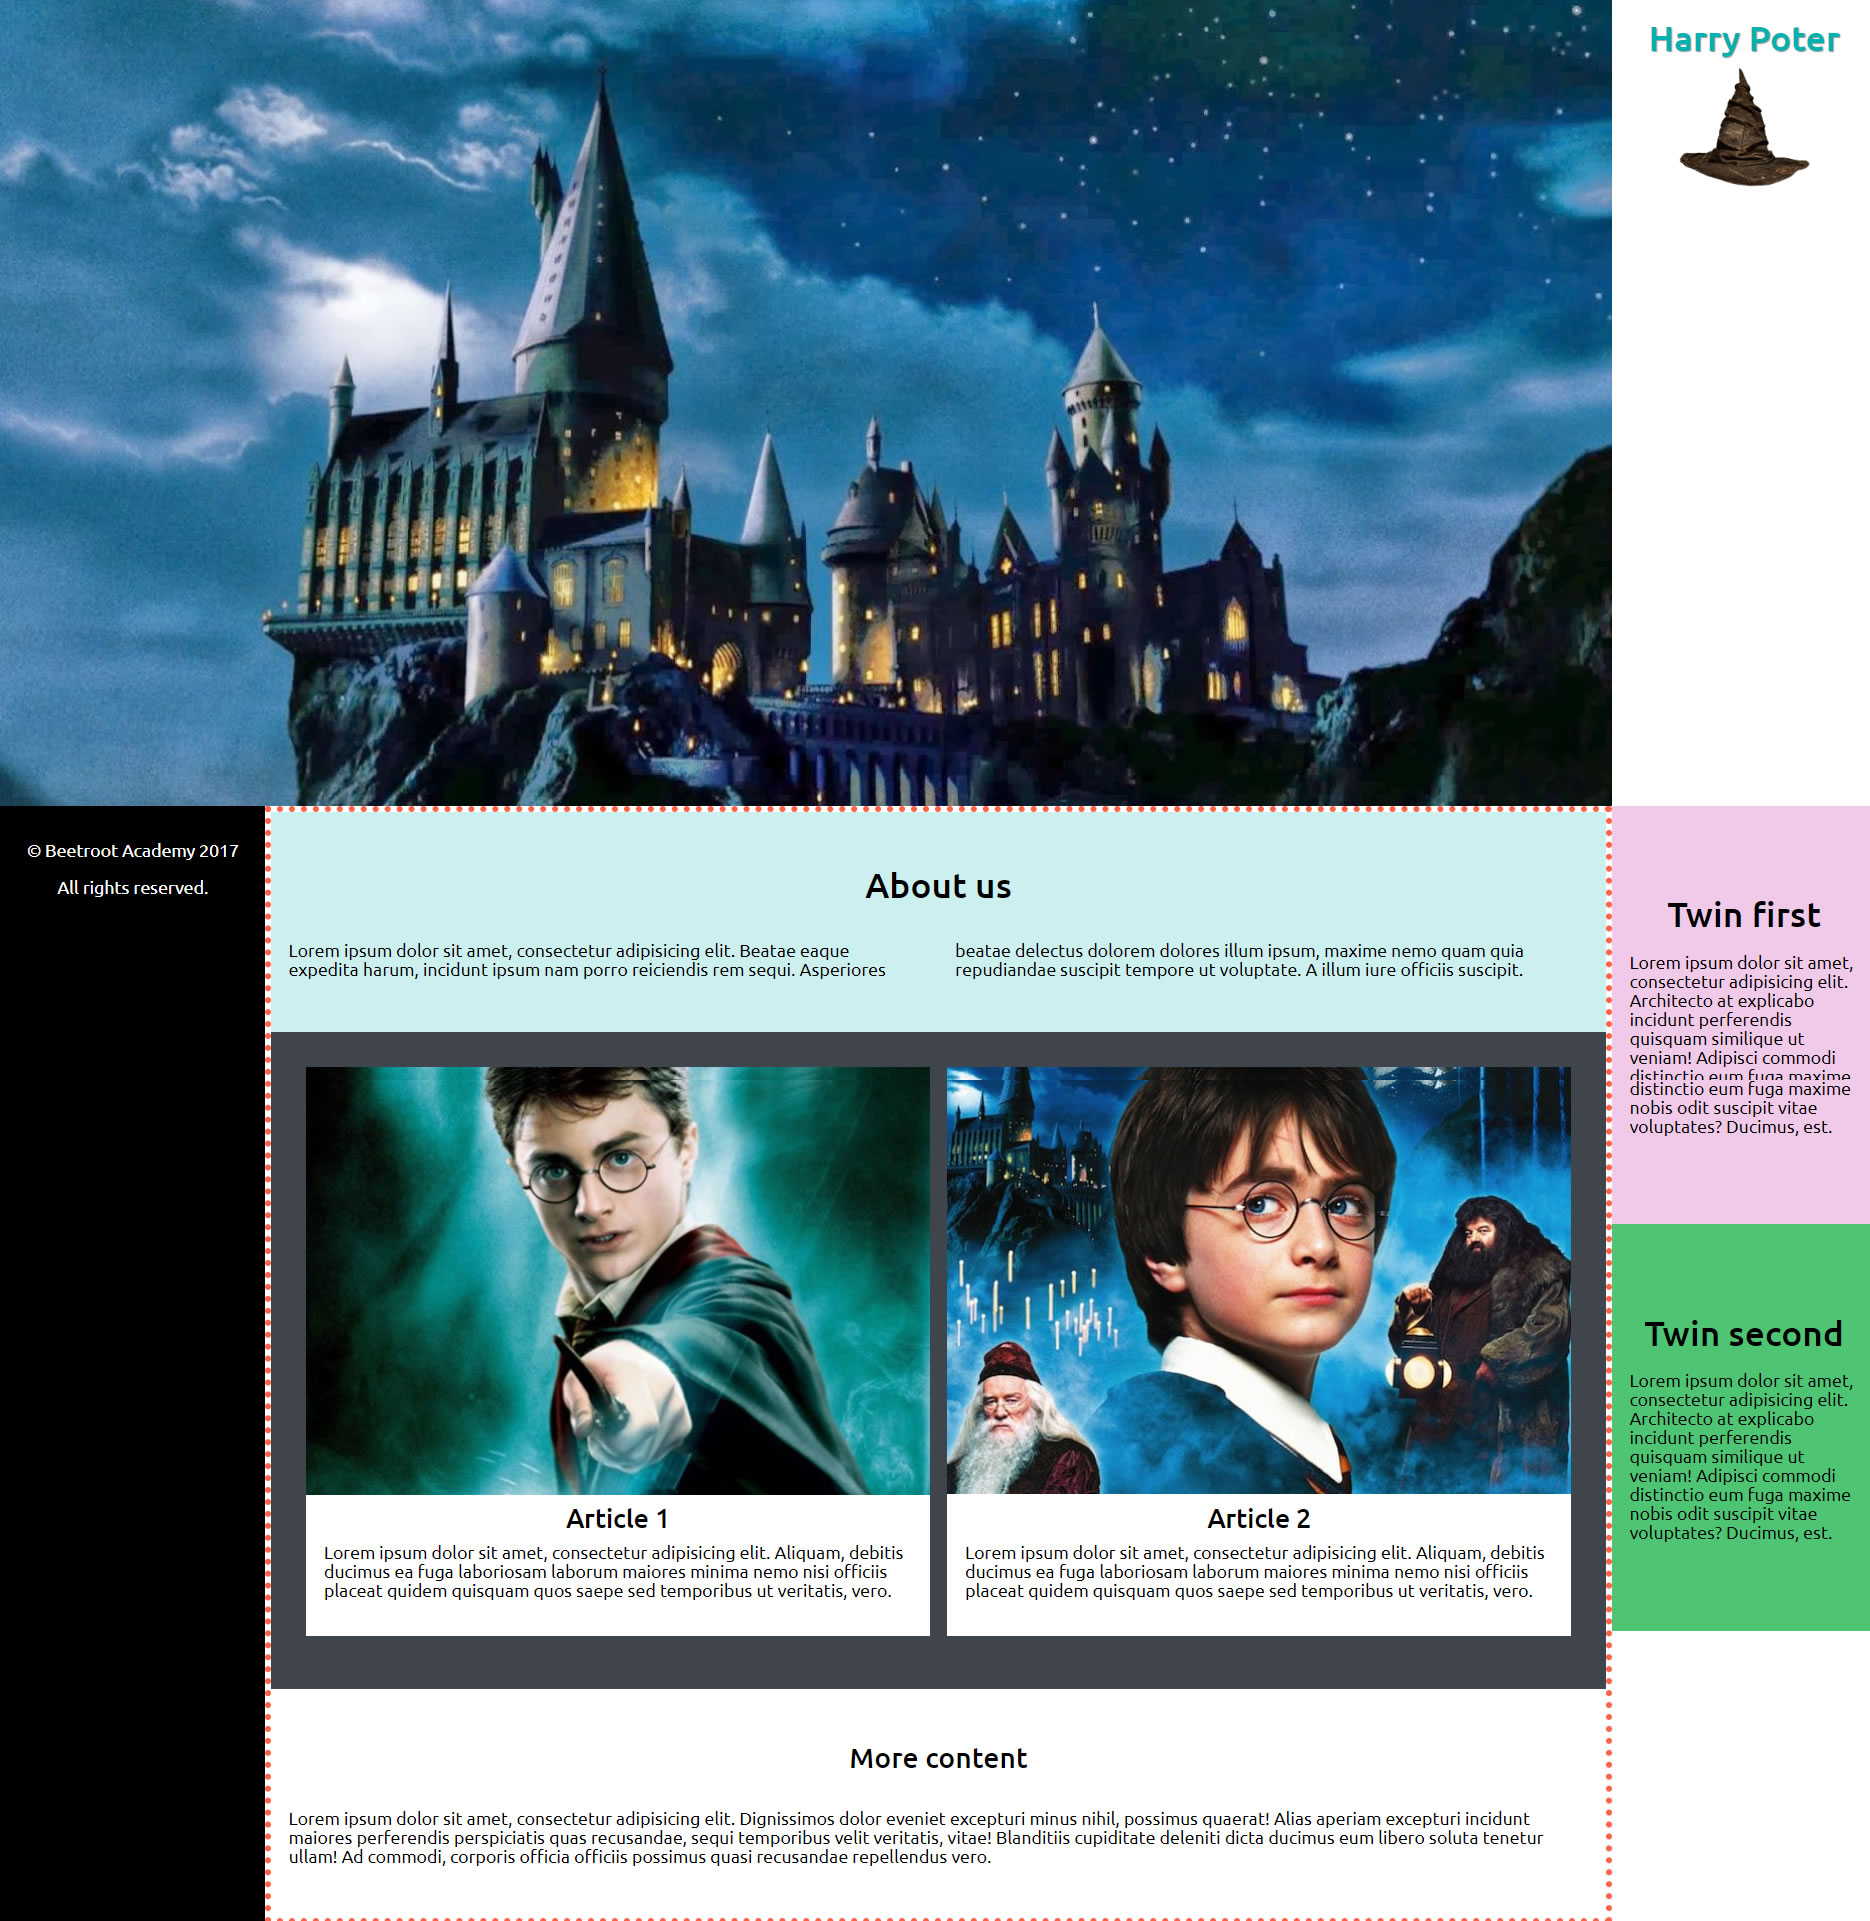 Harry Poter
© Beetroot Academy 2017
All rights reserved.
About us
Lorem ipsum dolor sit amet, consectetur adipisicing elit. Beatae eaque
expedita harum, incidunt ipsum nam porro reiciendis rem sequi. Asperiores
beatae delectus dolorem dolores illum ipsum, maxime nemo quam quia
repudiandae suscipit tempore ut voluptate. A illum iure officiis suscipit.
Article 1
Lorem ipsum dolor sit amet, consectetur adipisicing elit. Aliquam, debitis
ducimus ea fuga laboriosam laborum maiores minima nemo nisi officiis
placeat quidem quisquam quos saepe sed temporibus ut veritatis, vero.
Article 2
Lorem ipsum dolor sit amet, consectetur adipisicing elit. Aliquam, debitis
ducimus ea fuga laboriosam laborum maiores minima nemo nisi officiis
placeat quidem quisquam quos saepe sed temporibus ut veritatis, vero.
More content
Lorem ipsum dolor sit amet, consectetur adipisicing elit. Dignissimos dolor eveniet excepturi minus nihil, possimus quaerat! Alias aperiam excepturi incidunt
maiores perferendis perspiciatis quas recusandae, sequi temporibus velit veritatis, vitae! Blanditiis cupiditate deleniti dicta ducimus eum libero soluta tenetur
ullam! Ad commodi, corporis officia officiis possimus quasi recusandae repellendus vero.
Twin first
Lorem ipsum dolor sit amet,
consectetur adipisicing elit.
Architecto at explicabo
incidunt perferendis
quisquam similique ut
veniam! Adipisci commodi
distinctio eum fuga maxime
distinctio eum fuga maxime
nobis odit suscipit vitae
voluptates? Ducimus, est.
Twin second
Lorem ipsum dolor sit amet,
consectetur adipisicing elit.
Architecto at explicabo
incidunt perferendis
quisquam similique ut
veniam! Adipisci commodi
distinctio eum fuga maxime
nobis odit suscipit vitae
voluptates? Ducimus, est.